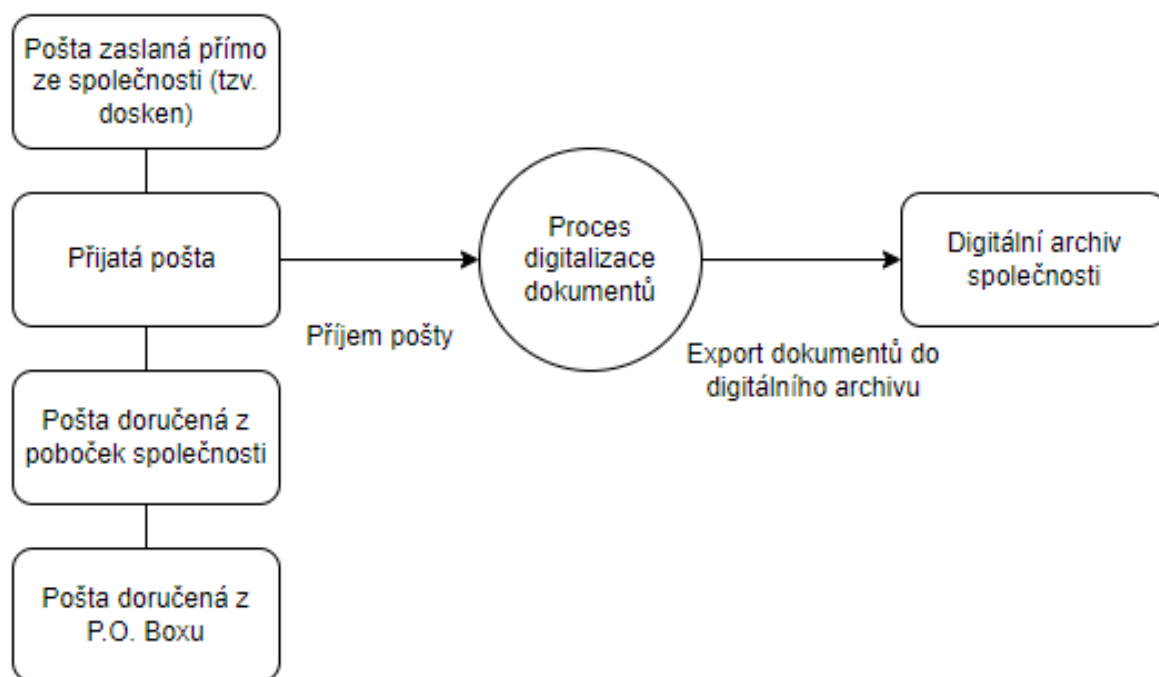 Pošta zaslaná přímo
ze společnosti (tzv.
dosken)
Přijatá pošta
Pošta doručená z
poboček společnosti
Pošta doručená z
P.O. Boxu
Příjem pošty
Proces
digitalizace
dokumentů
Export dokumentů do
digitálního archivu
Digitální archiv
společnosti